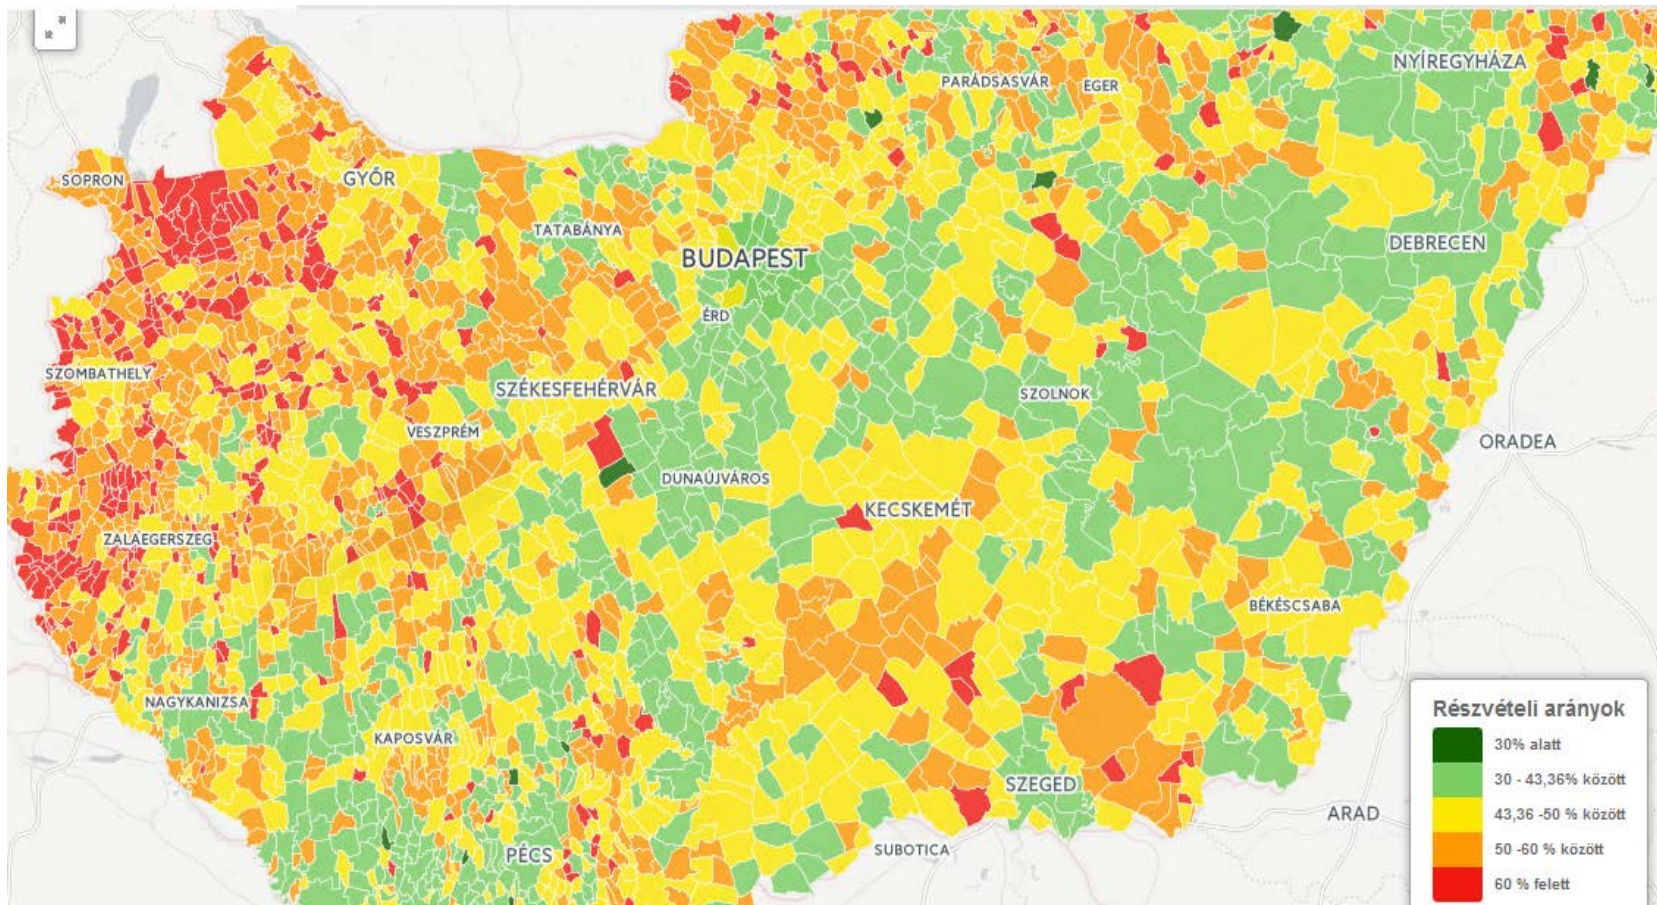 NYÍREGYHÁZA
PARÁDSASVÁR
EGER
SOPRON
GYŐR
TATABÁNYA
BUDAPEST
DEBRECEN
ÉRD
SZOMBATHELY
SZÉKESFEHÉRVÁR
SZOLNOK
VESZPRÉM
ORADEA
DUNAÚJVÁROS
KECSKEMÉT
ZALAEGERSZEG
BÉKÉSCSABA
NAGYKANIZSA
KAPOSVÁR
SZEGED
ARAD
SUBOTICA
PÉCS
Részvételi arányok
30% alatt
30 - 43,36% között
43,36 -50 % között
50 -60 % között
60 % felett